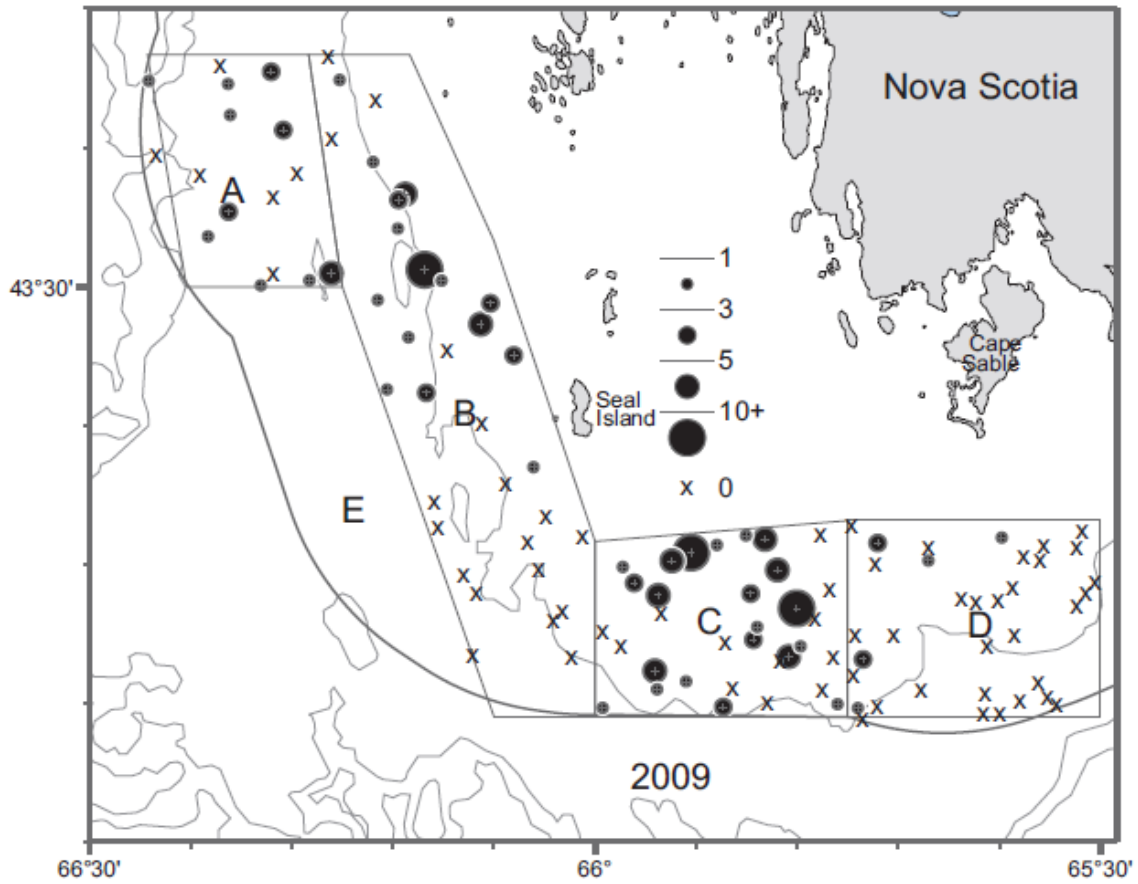 Nova Scotia
A
1
43°30'
3
5
Cape
Sable
Seal
Island
10+
B
x 0
E
C
D
2009
66°30'
66°
65°30'